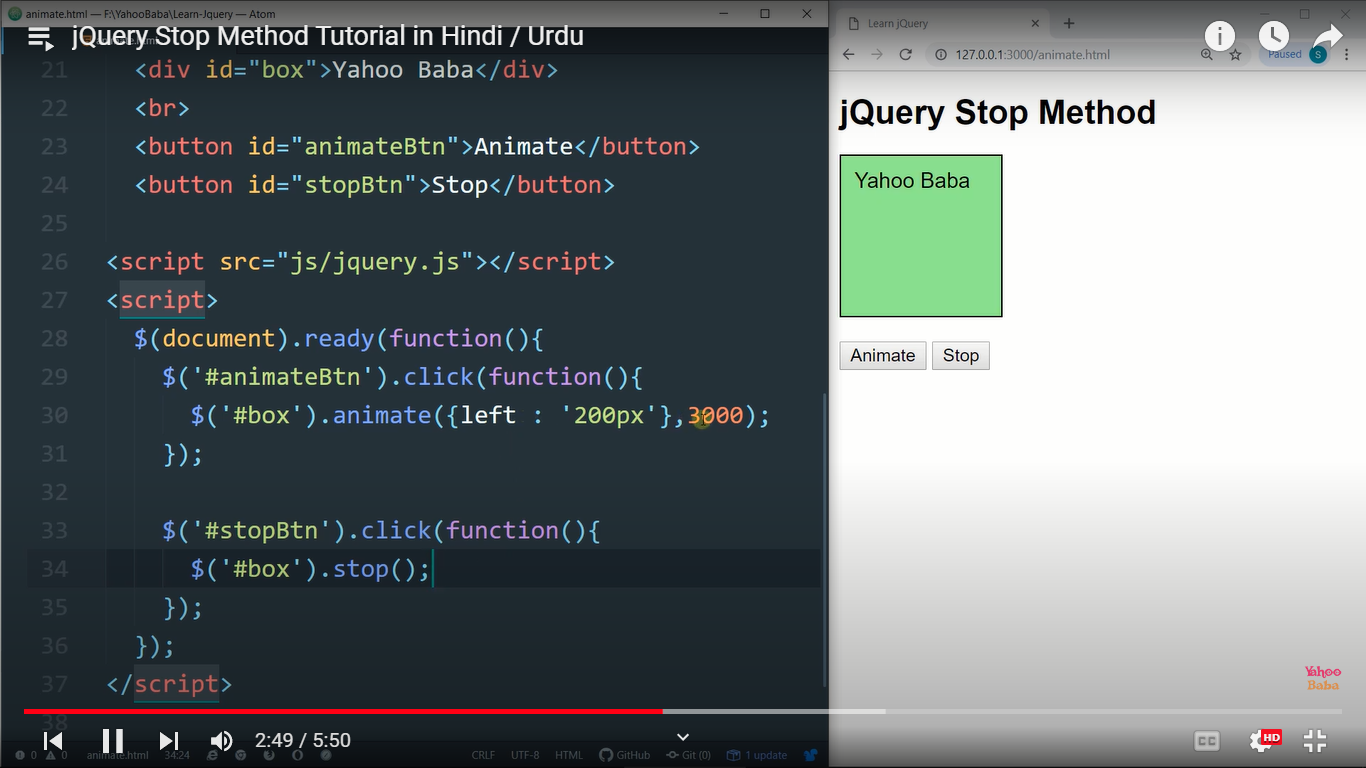 animate.html — F:\YahooBaba\Learn-Jquery — Atom
jQuery Stop Method Tutorial in Hindi / Urdu
21 <div id="box">Yahoo Baba</div>
22 <br>
23 <button id="animateBtn">Animate</button>
24 <button id="stopBtn">Stop</button>
25
26 <script src="js/jquery.js"></script>
27 <script>
28 $(document).ready(function(){
29 $('#animateBtn').click(function(){
30 $('#box').animate({left : '200px'},3000);
31 });
32
33 $('#stopBtn').click(function(){
34 $('#box').stop();
35 });
36 });
37 </script>
38
2:49 / 5:50
0 0 animate.html 34:24 CRLF UTF-8 HTML GitHub Git (0) 1 update
Learn jQuery
127.0.0.1:3000/animate.html
Paused S
jQuery Stop Method
Yahoo Baba
Animate Stop
Yahoo
Baba
CC HD